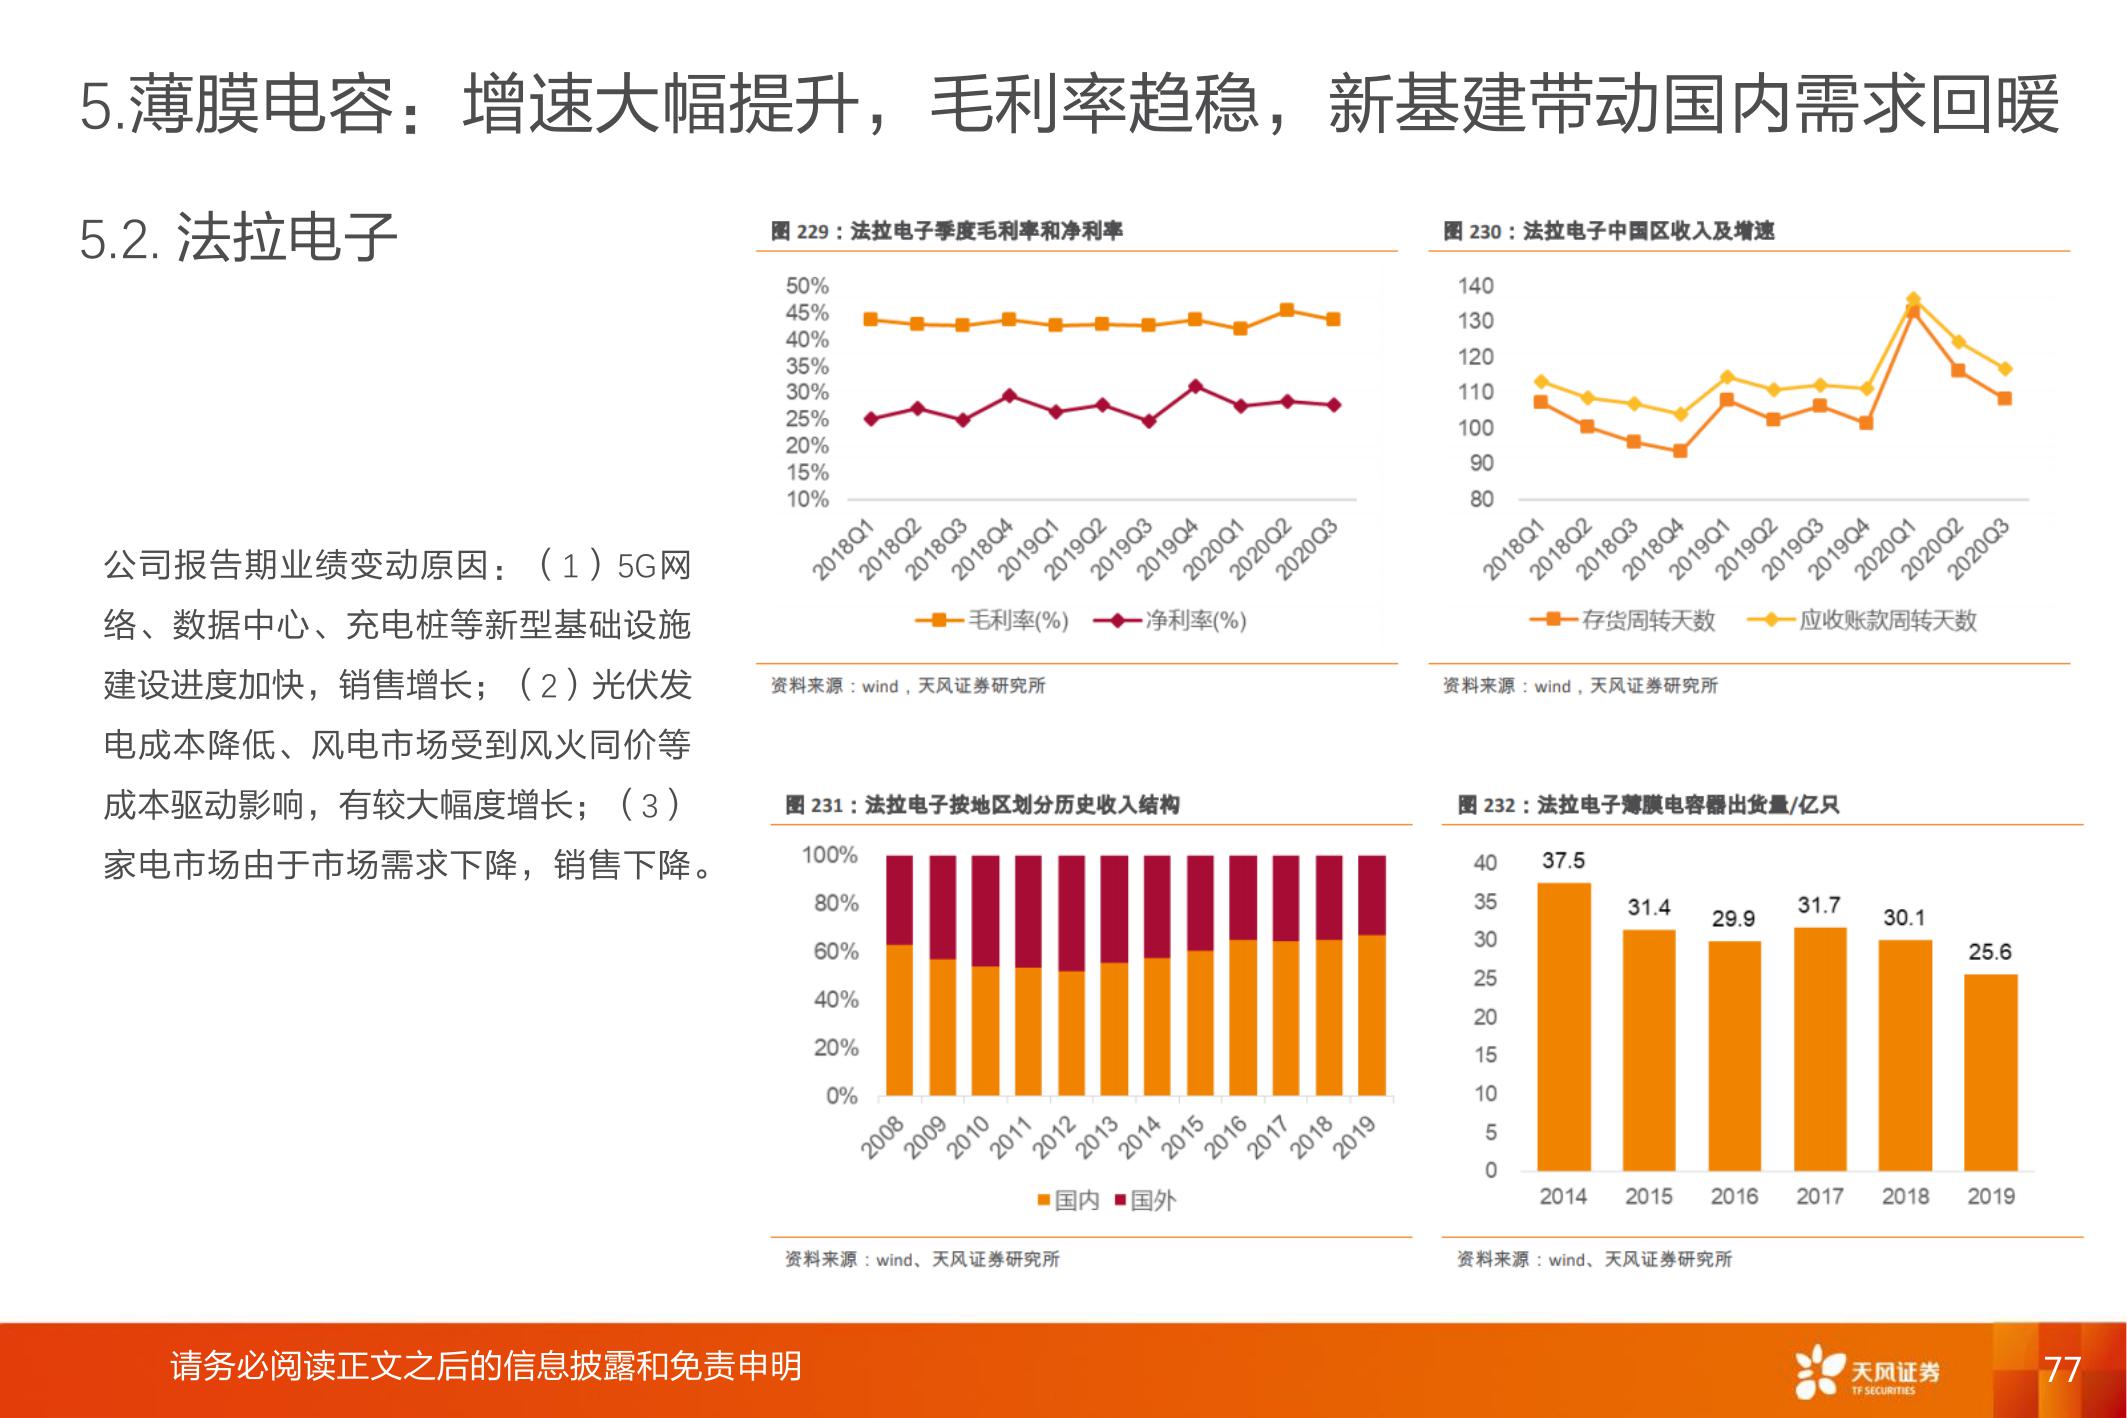 5.薄膜电容：增速大幅提升，毛利率趋稳，新基建带动国内需求回暖
5.2. 法拉电子
公司报告期业绩变动原因：（1）5G网
络、数据中心、充电桩等新型基础设施
建设进度加快，销售增长；（2）光伏发
电成本降低、风电市场受到风火同价等
成本驱动影响，有较大幅度增长；（3）
家电市场由于市场需求下降，销售下降。
图 229：法拉电子季度毛利率和净利率
50%
45%
40%
35%
30%
25%
20%
15%
10%
2018Q1 2018Q2 2018Q3 2018Q4 2019Q1 2019Q2 2019Q3 2019Q4 2020Q1 2020Q2 2020Q3
毛利率(%) 净利率(%)
资料来源：wind，天风证券研究所
图 230：法拉电子中国区收入及增速
140
130
120
110
100
90
80
2018Q1 2018Q2 2018Q3 2018Q4 2019Q1 2019Q2 2019Q3 2019Q4 2020Q1 2020Q2 2020Q3
存货周转天数 应收账款周转天数
资料来源：wind，天风证券研究所
图 231：法拉电子按地区划分历史收入结构
100%
80%
60%
40%
20%
0%
2008 2009 2010 2011 2012 2013 2014 2015 2016 2017 2018 2019
国内 国外
资料来源：wind、天风证券研究所
图 232：法拉电子薄膜电容器出货量/亿只
40
35
30
25
20
15
10
5
0
37.5 31.4 29.9 31.7 30.1 25.6
2014 2015 2016 2017 2018 2019
资料来源：wind、天风证券研究所
请务必阅读正文之后的信息披露和免责申明
天风证券
TF SECURITIES
77